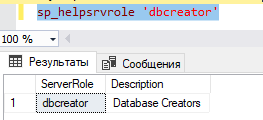 sp_helpsrvrole 'dbcreator'
100 %
Результаты Сообщения
ServerRole Description
1 dbcreator Database Creators